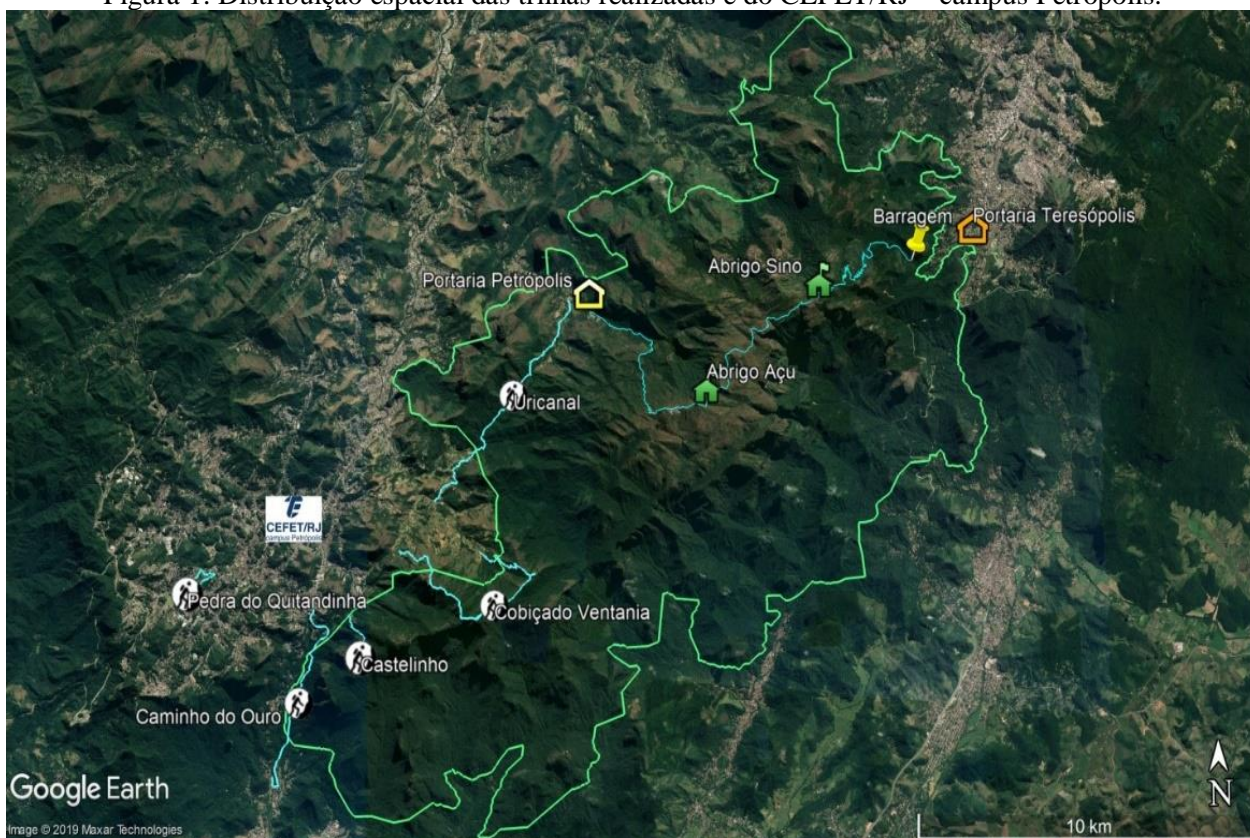 Figura 1: Distribuição espacial das trilhas realizadas e do CEFET/RJ – campus Petrópolis.
Barragem
Portaria Teresópolis
Abrigo Sino
Portaria Petrópolis
Abrigo Açu
Uricanal
CEFET/RJ
campus Petrópolis
Pedra do Quitandinha
Cobiçado Ventania
Castelinho
Caminho do Ouro
Google Earth
N
Image © 2019 Maxar Technologies
10 km